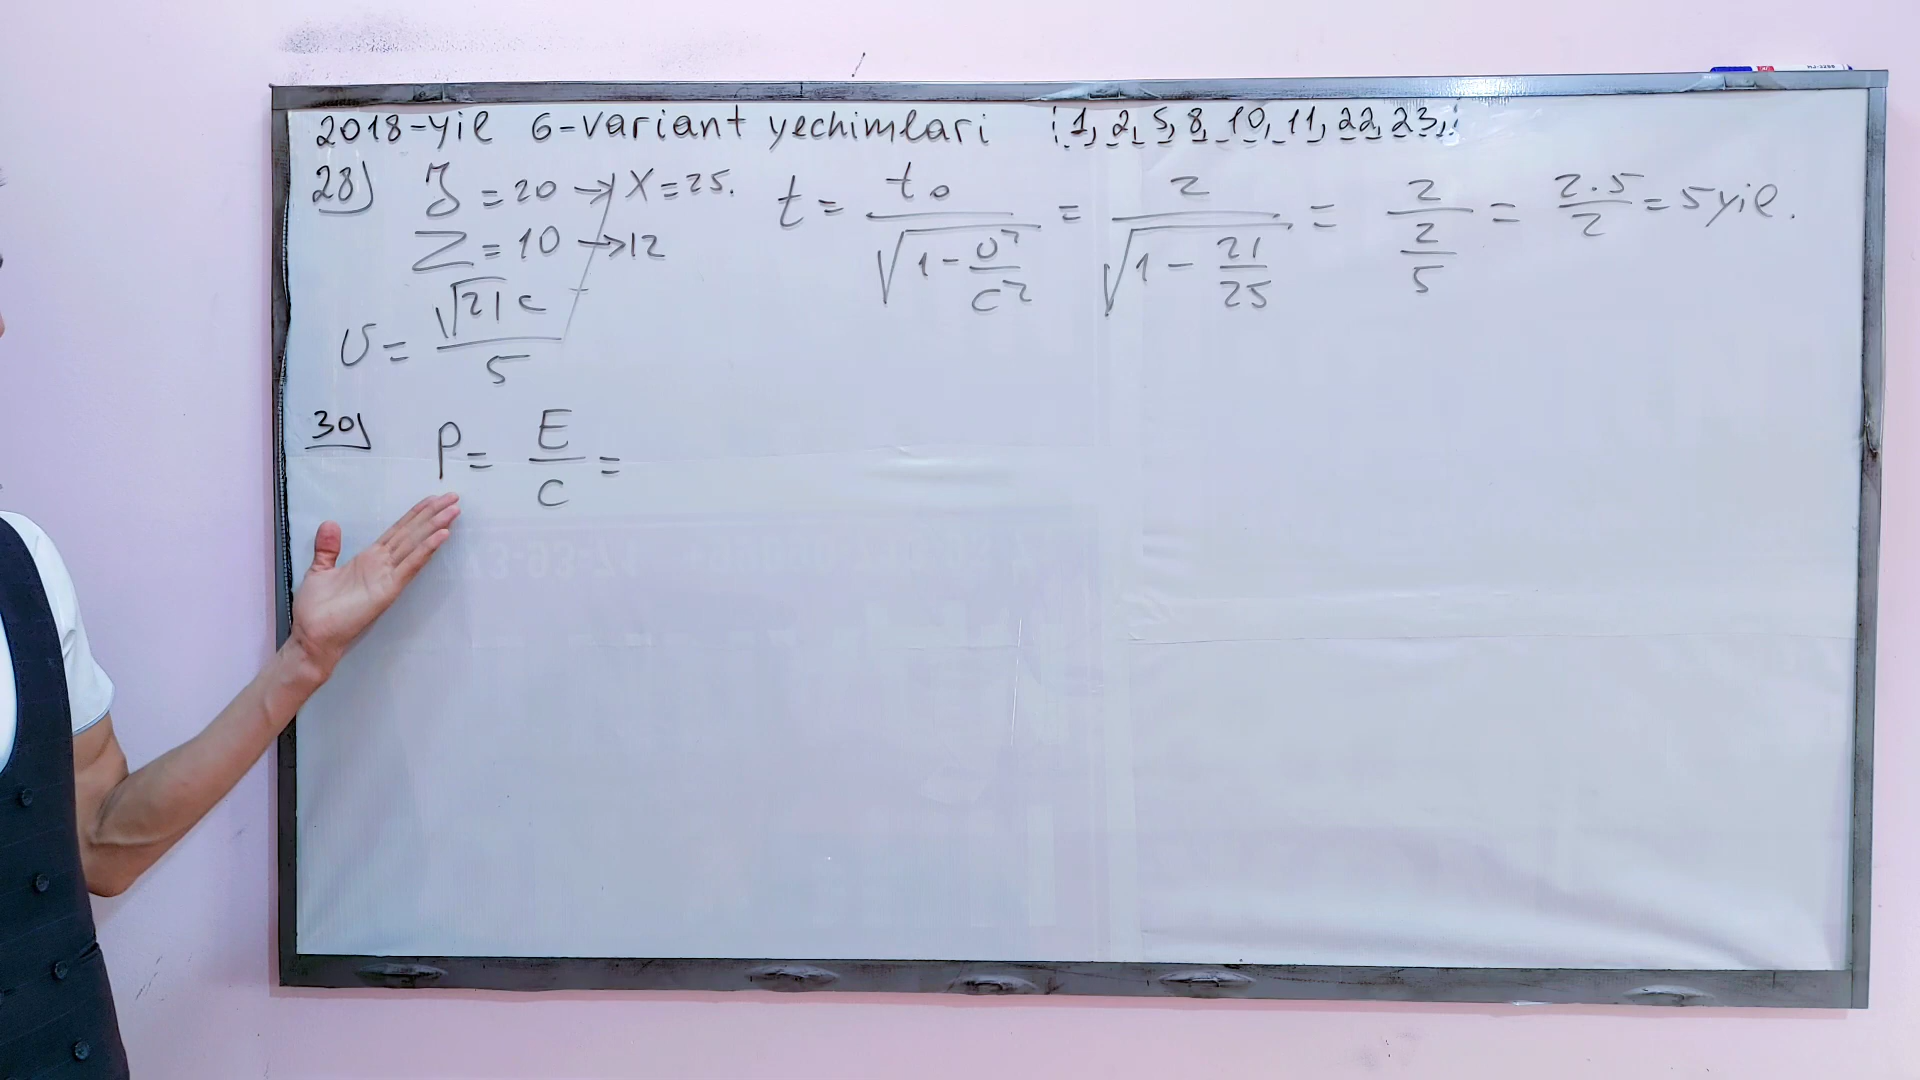 2018-yil 6-variant yechimlari 1, 2, 5, 8, 10, 11, 22, 23,
28) Z = 20 → X = 25. t = t₀ / √(1 - υ²/c²) = 2 / √(1 - 21/25) = 2 / (2/5) = 2·5 / 2 = 5 yil.
Z = 10 → 12
υ = √21 c / 5
30) P = E / c =